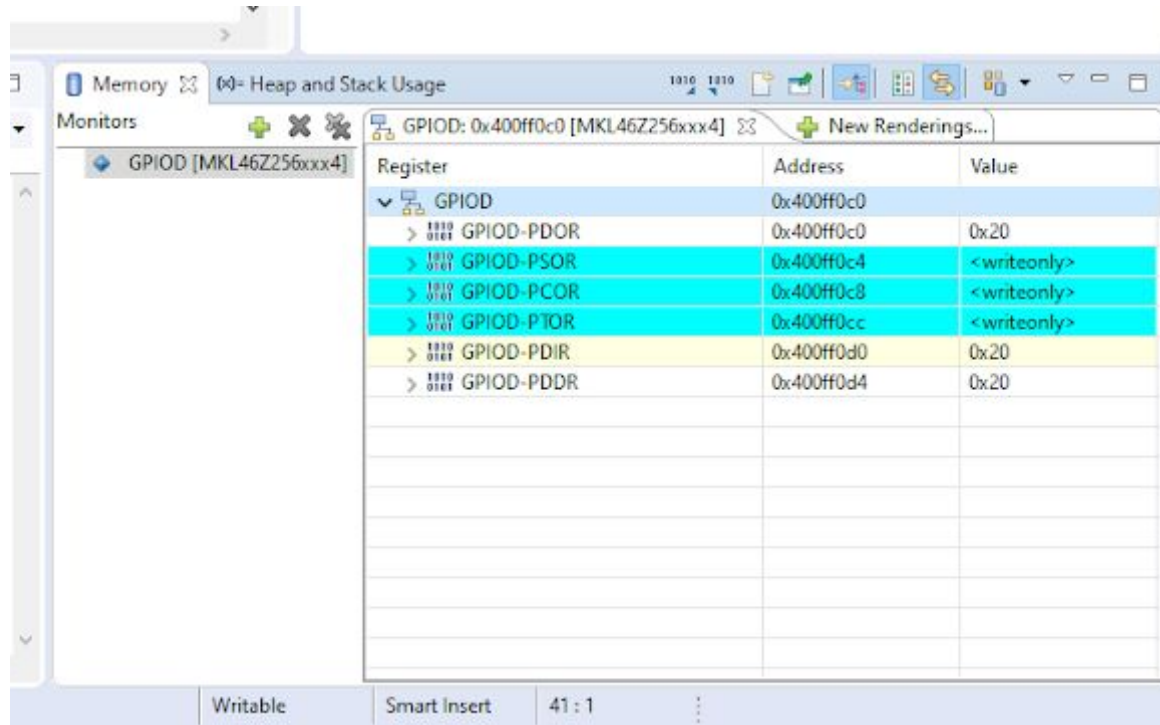 Memory
(x)= Heap and Stack Usage
Monitors
GPIOD: 0x400ff0c0 [MKL46Z256xxx4]
New Renderings...
GPIOD [MKL46Z256xxx4]
Register Address Value
GPIOD 0x400ff0c0
GPIOD-PDOR 0x400ff0c0 0x20
GPIOD-PSOR 0x400ff0c4 <writeonly>
GPIOD-PCOR 0x400ff0c8 <writeonly>
GPIOD-PTOR 0x400ff0cc <writeonly>
GPIOD-PDIR 0x400ff0d0 0x20
GPIOD-PDDR 0x400ff0d4 0x20
Writable Smart Insert 41 : 1